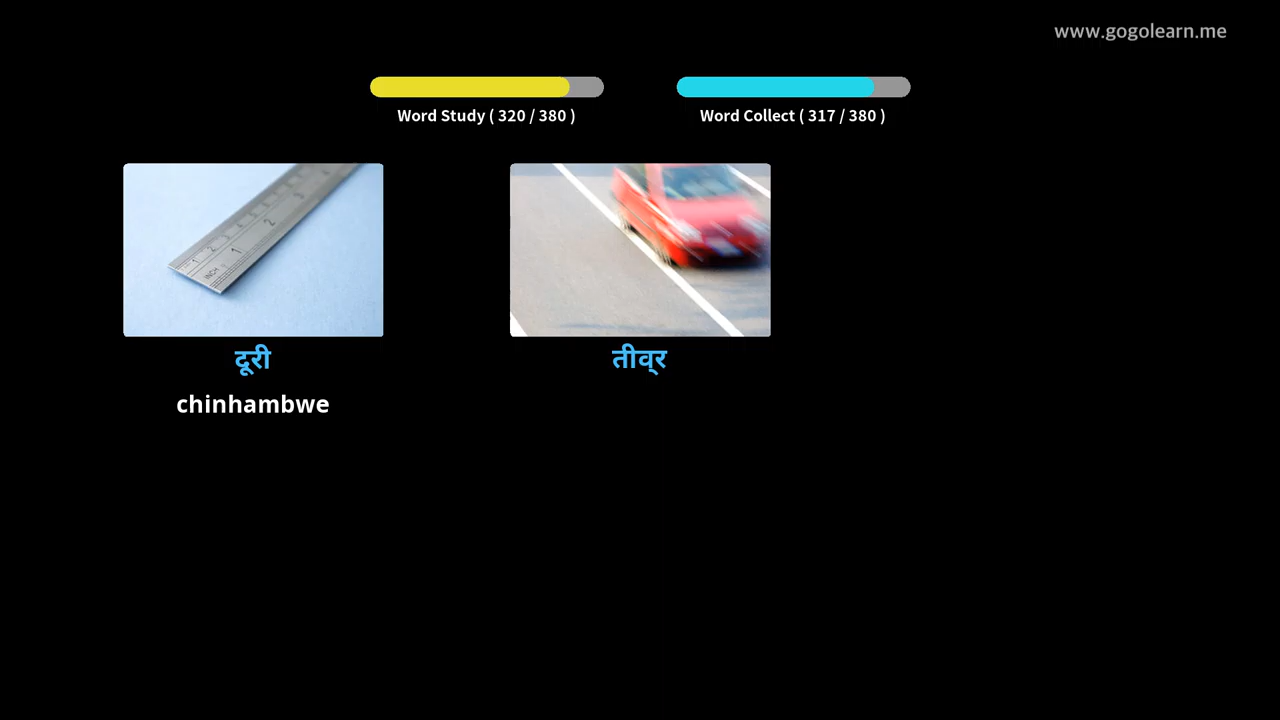 www.gogolearn.me
Word Study ( 320 / 380 )
Word Collect ( 317 / 380 )
दूरी
तीव्र
chinhambwe